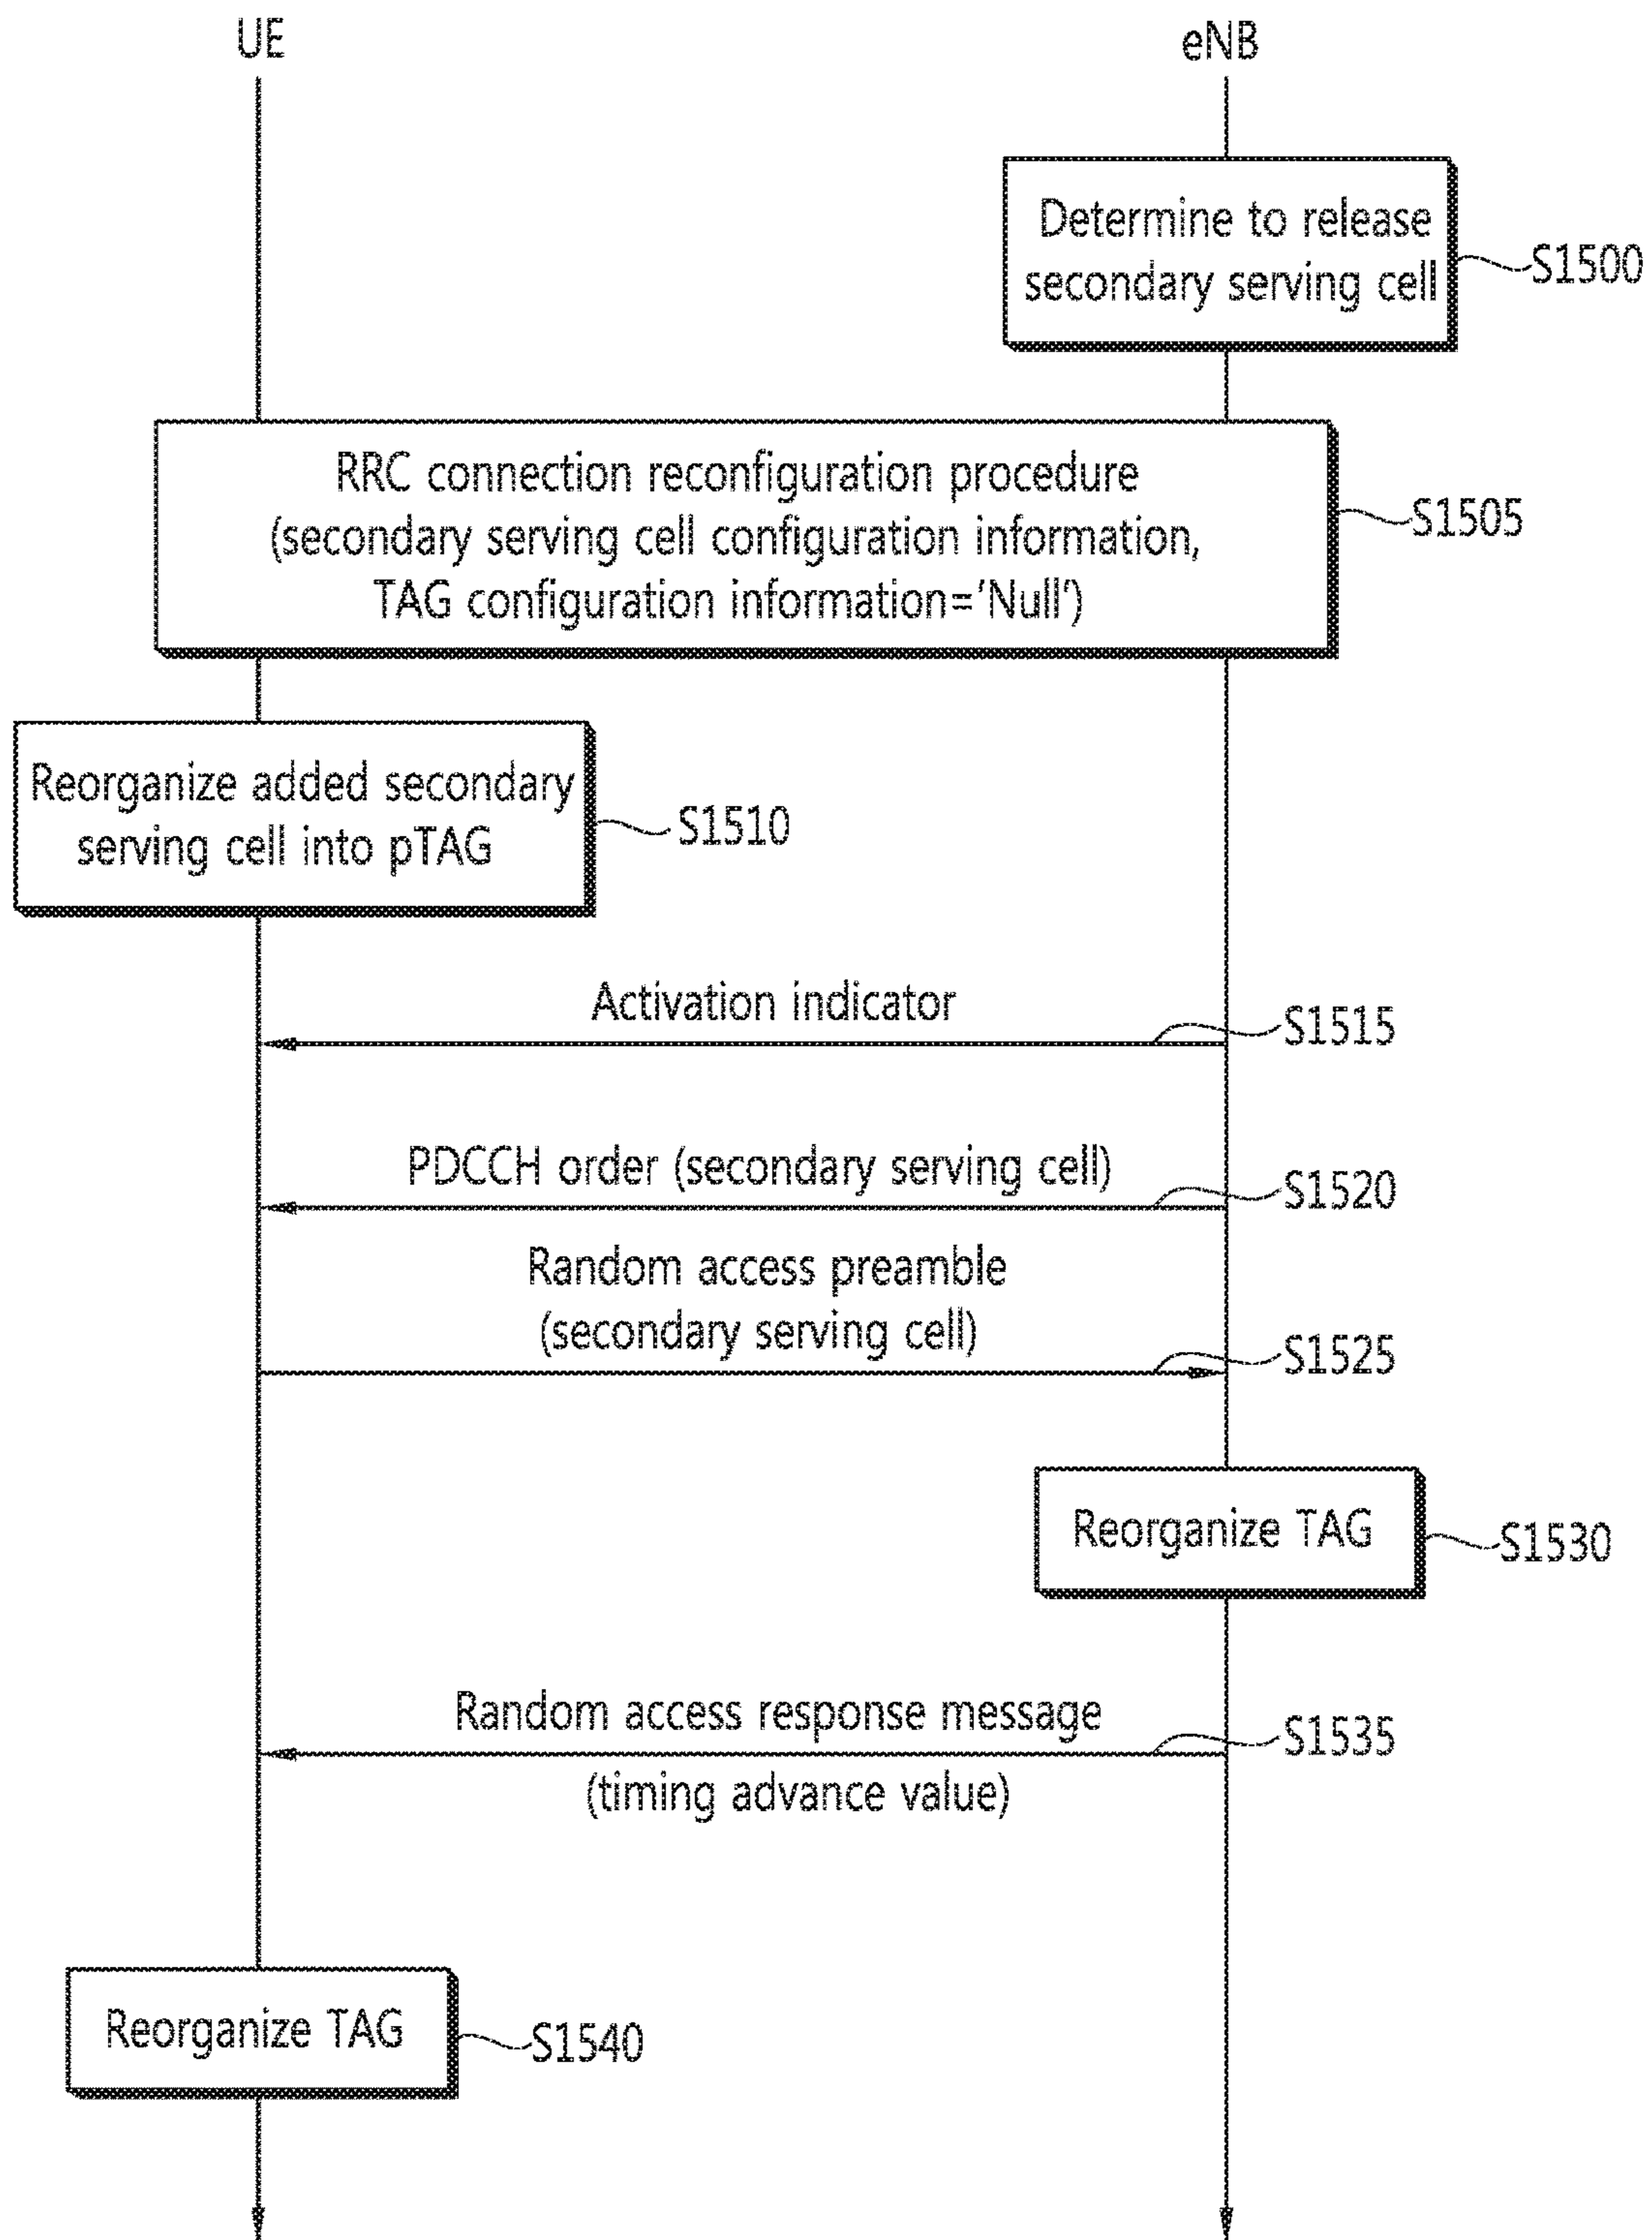 UE
eNB
Determine to release
secondary serving cell
S1500
RRC connection reconfiguration procedure
(secondary serving cell configuration information,
TAG configuration information='Null')
S1505
Reorganize added secondary
serving cell into pTAG
S1510
Activation indicator
S1515
PDCCH order (secondary serving cell)
S1520
Random access preamble
(secondary serving cell)
S1525
Reorganize TAG
S1530
Random access response message
S1535
(timing advance value)
Reorganize TAG
S1540